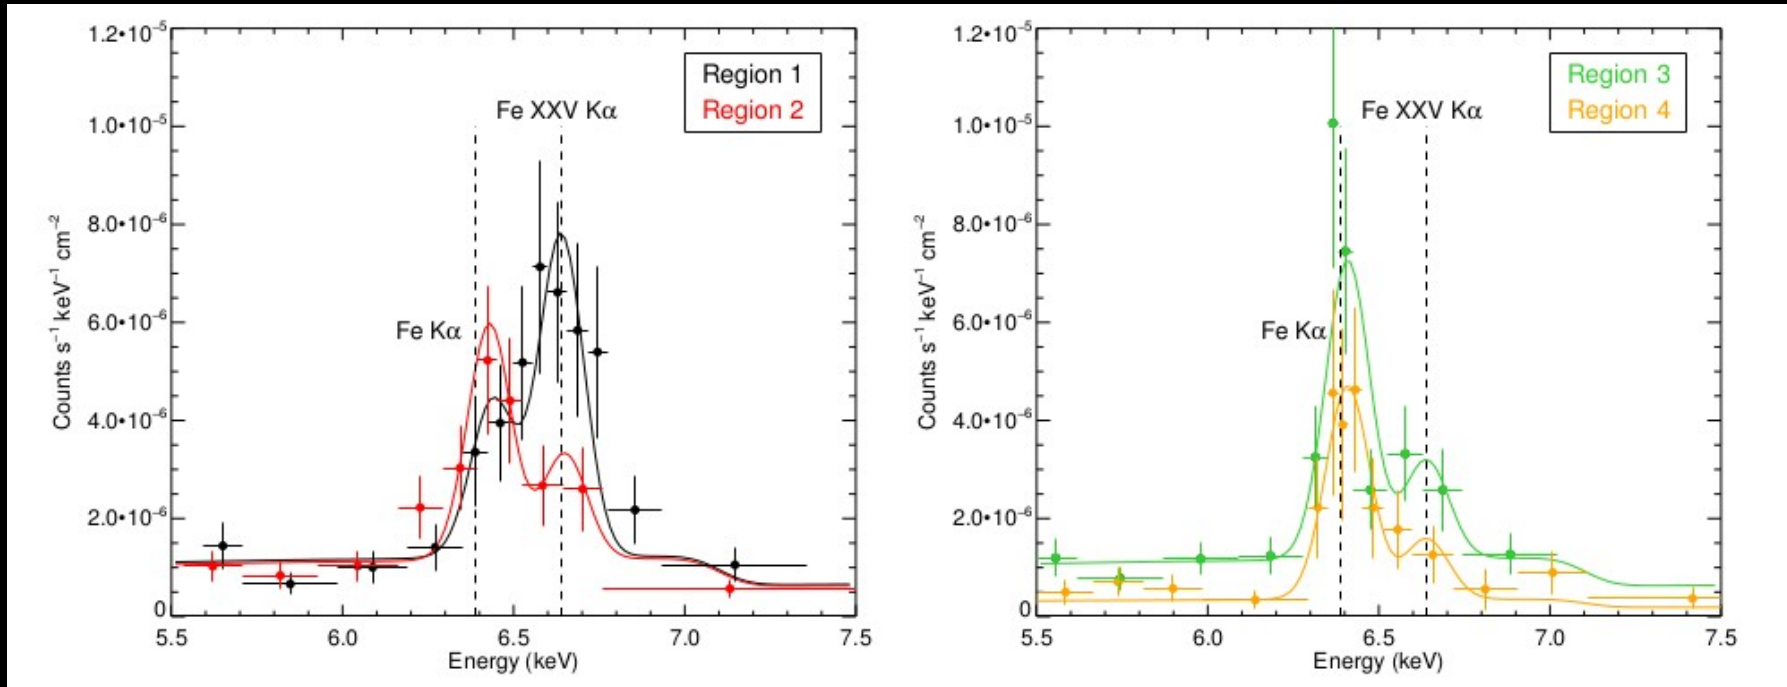 1.2•10⁻⁵
1.0•10⁻⁵
8.0•10⁻⁶
6.0•10⁻⁶
4.0•10⁻⁶
2.0•10⁻⁶
0
Counts s⁻¹ keV⁻¹ cm⁻²
Region 1
Region 2
Fe XXV Kα
Fe Kα
5.5 6.0 6.5 7.0 7.5
Energy (keV)
1.2•10⁻⁵
1.0•10⁻⁵
8.0•10⁻⁶
6.0•10⁻⁶
4.0•10⁻⁶
2.0•10⁻⁶
0
Counts s⁻¹ keV⁻¹ cm⁻²
Region 3
Region 4
Fe XXV Kα
Fe Kα
5.5 6.0 6.5 7.0 7.5
Energy (keV)